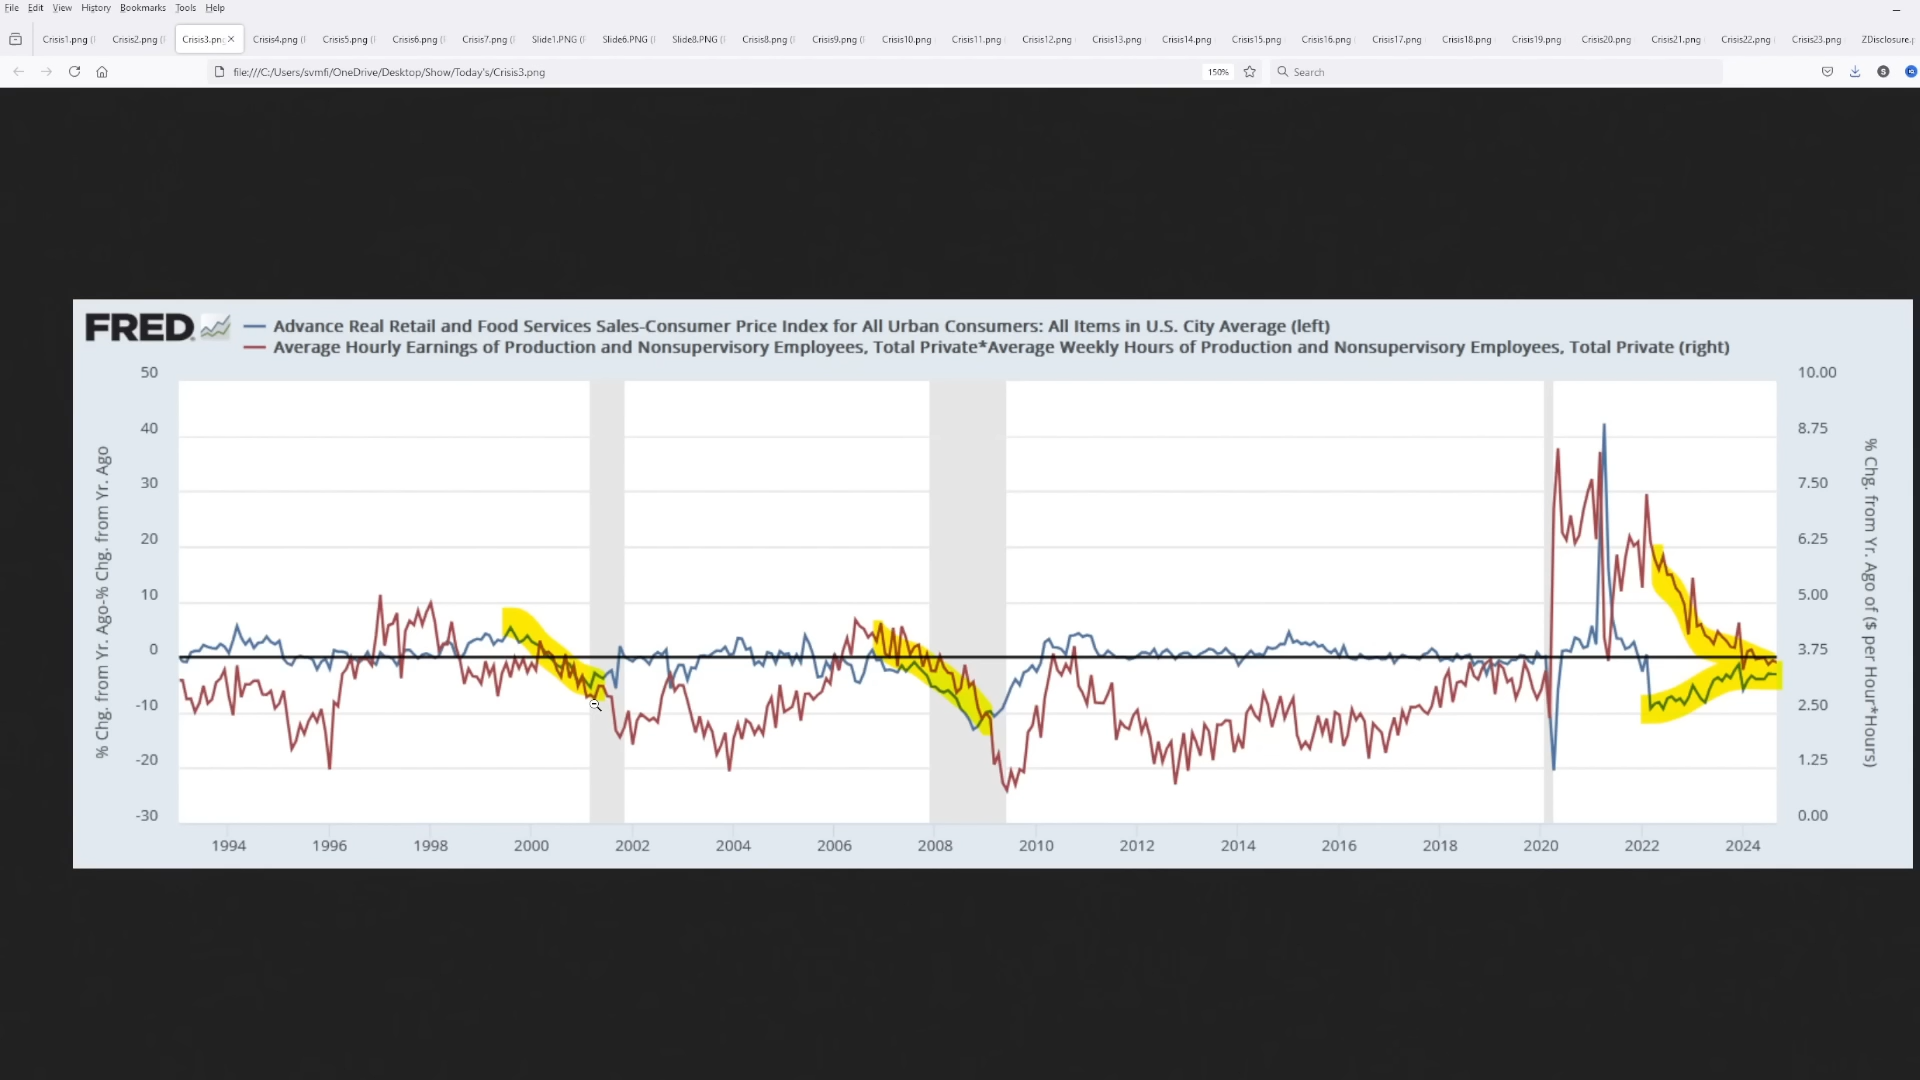 File Edit View History Bookmarks Tools Help
Crisis1.png ( Crisis2.png ( Crisis3.pn Crisis4.png ( Crisis5.png ( Crisis6.png ( Crisis7.png ( Slide1.PNG ( Slide6.PNG ( Slide8.PNG ( Crisis8.png ( Crisis9.png ( Crisis10.png Crisis11.png Crisis12.png Crisis13.png Crisis14.png Crisis15.png Crisis16.png Crisis17.png Crisis18.png Crisis19.png Crisis20.png Crisis21.png Crisis22.png Crisis23.png ZDisclosure.
file:///C:/Users/svmfi/OneDrive/Desktop/Show/Today's/Crisis3.png 150% Search S
FRED
Advance Real Retail and Food Services Sales-Consumer Price Index for All Urban Consumers: All Items in U.S. City Average (left)
Average Hourly Earnings of Production and Nonsupervisory Employees, Total Private*Average Weekly Hours of Production and Nonsupervisory Employees, Total Private (right)
% Chg. from Yr. Ago-% Chg. from Yr. Ago
50 10.00
40 8.75
30 7.50
20 6.25
10 5.00
0 3.75
-10 2.50
-20 1.25
-30 0.00
% Chg. from Yr. Ago of ($ per Hour*Hours)
1994 1996 1998 2000 2002 2004 2006 2008 2010 2012 2014 2016 2018 2020 2022 2024